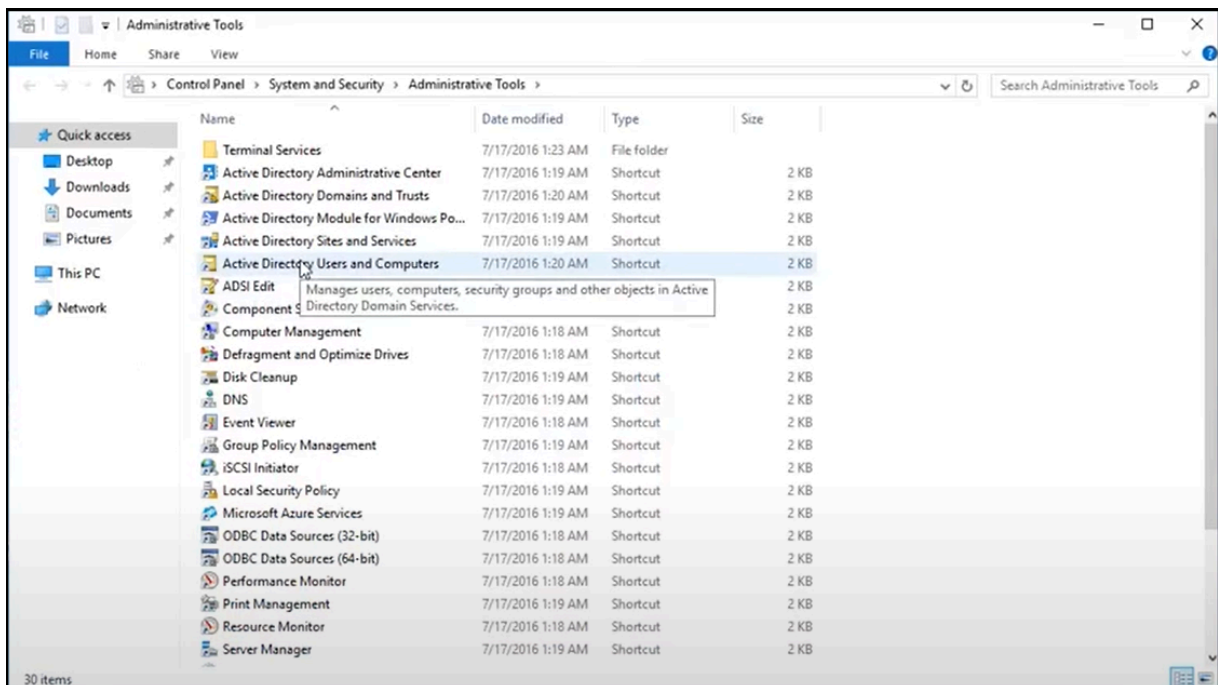 Administrative Tools
File Home Share View
Control Panel > System and Security > Administrative Tools >
Search Administrative Tools
Quick access
Desktop
Downloads
Documents
Pictures
This PC
Network
Name Date modified Type Size
Terminal Services 7/17/2016 1:23 AM File folder
Active Directory Administrative Center 7/17/2016 1:19 AM Shortcut 2 KB
Active Directory Domains and Trusts 7/17/2016 1:20 AM Shortcut 2 KB
Active Directory Module for Windows Po... 7/17/2016 1:19 AM Shortcut 2 KB
Active Directory Sites and Services 7/17/2016 1:19 AM Shortcut 2 KB
Active Directory Users and Computers 7/17/2016 1:20 AM Shortcut 2 KB
ADSI Edit 2 KB
Manages users, computers, security groups and other objects in Active
Directory Domain Services.
Component S 2 KB
Computer Management 7/17/2016 1:18 AM Shortcut 2 KB
Defragment and Optimize Drives 7/17/2016 1:18 AM Shortcut 2 KB
Disk Cleanup 7/17/2016 1:19 AM Shortcut 2 KB
DNS 7/17/2016 1:19 AM Shortcut 2 KB
Event Viewer 7/17/2016 1:18 AM Shortcut 2 KB
Group Policy Management 7/17/2016 1:19 AM Shortcut 2 KB
iSCSI Initiator 7/17/2016 1:18 AM Shortcut 2 KB
Local Security Policy 7/17/2016 1:19 AM Shortcut 2 KB
Microsoft Azure Services 7/17/2016 1:19 AM Shortcut 2 KB
ODBC Data Sources (32-bit) 7/17/2016 1:18 AM Shortcut 2 KB
ODBC Data Sources (64-bit) 7/17/2016 1:18 AM Shortcut 2 KB
Performance Monitor 7/17/2016 1:18 AM Shortcut 2 KB
Print Management 7/17/2016 1:19 AM Shortcut 2 KB
Resource Monitor 7/17/2016 1:18 AM Shortcut 2 KB
Server Manager 7/17/2016 1:19 AM Shortcut 2 KB
30 items